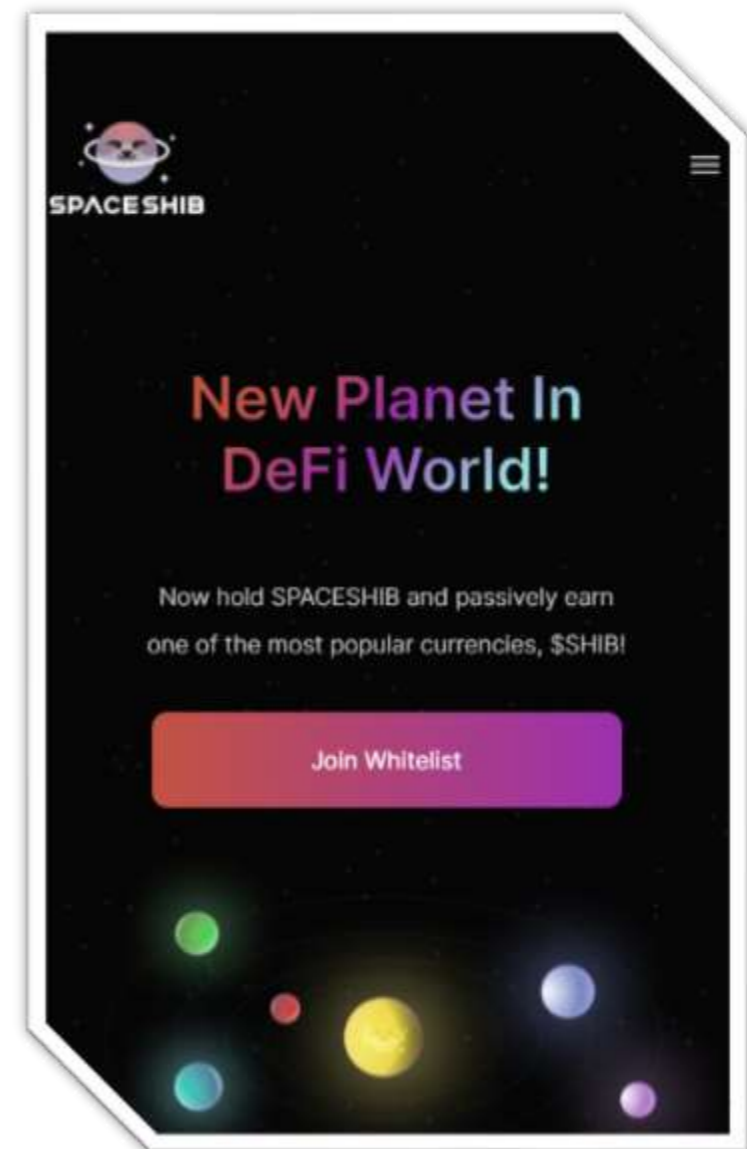 SPACESHIB
New Planet In
DeFi World!
Now hold SPACESHIB and passively earn
one of the most popular currencies, $SHIB!
Join Whitelist